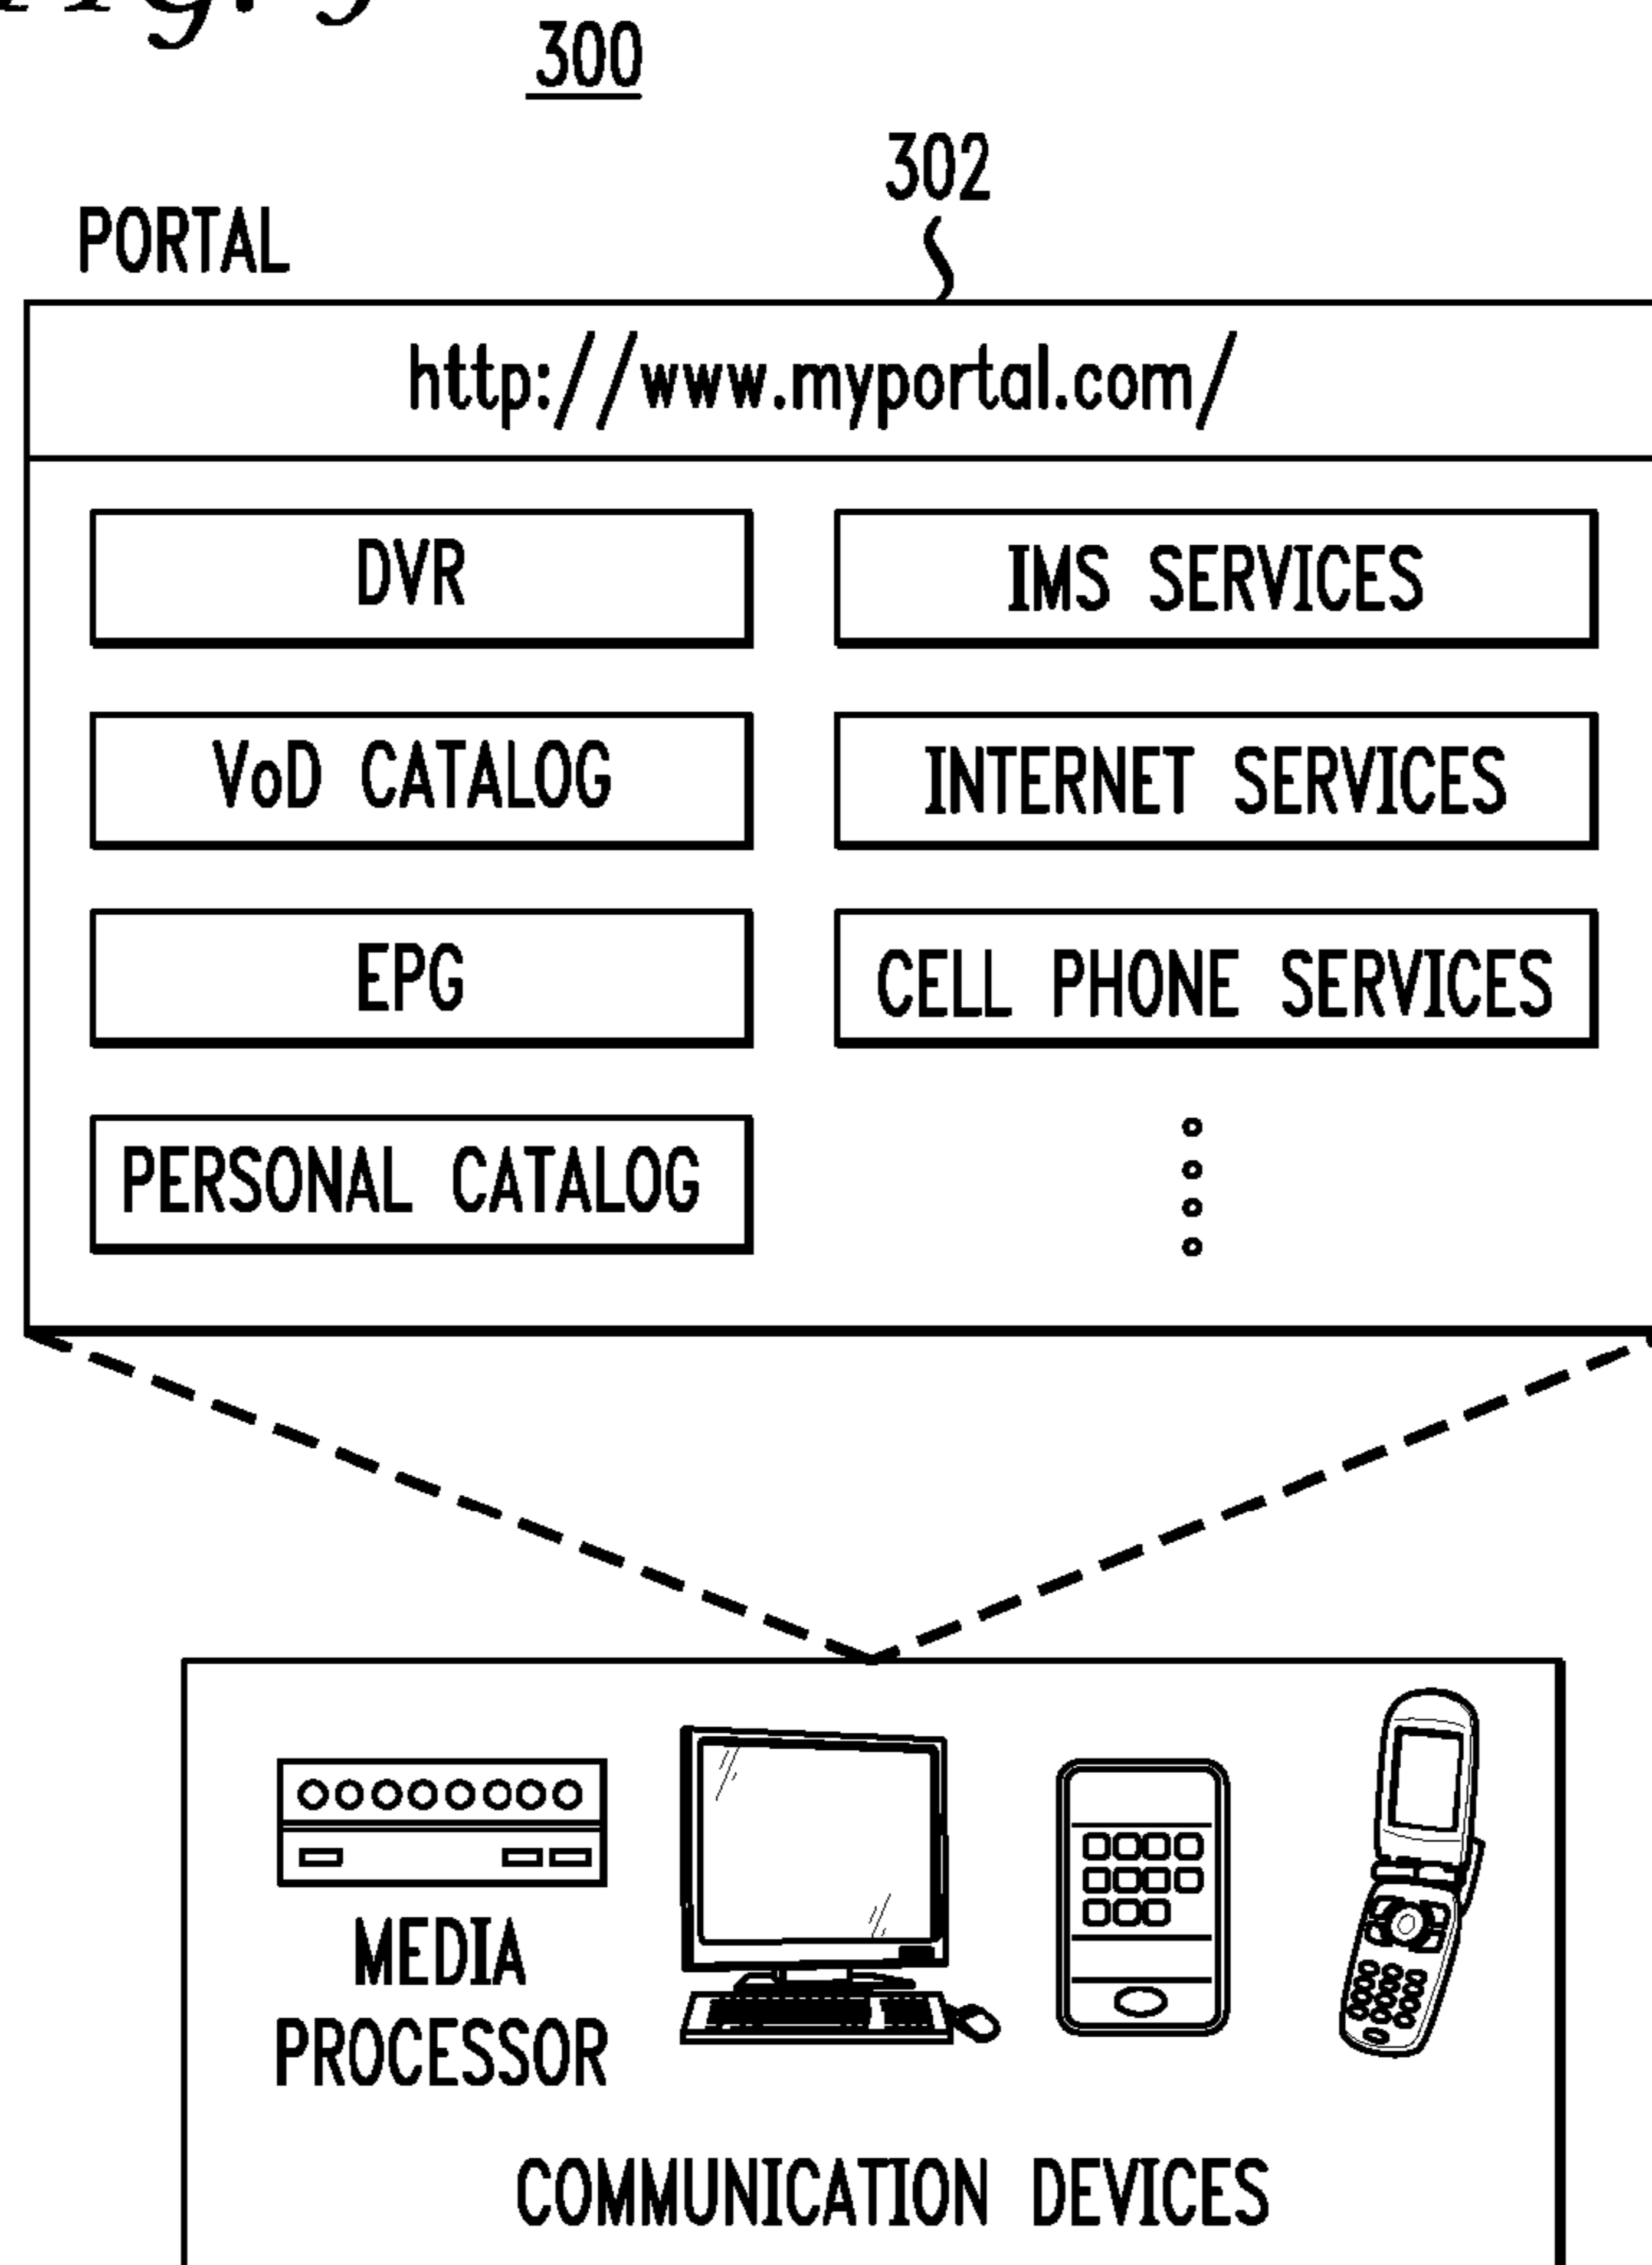 300
302
PORTAL
http://www.myportal.com/
DVR
IMS SERVICES
VoD CATALOG
INTERNET SERVICES
EPG
CELL PHONE SERVICES
PERSONAL CATALOG
MEDIA
PROCESSOR
COMMUNICATION DEVICES